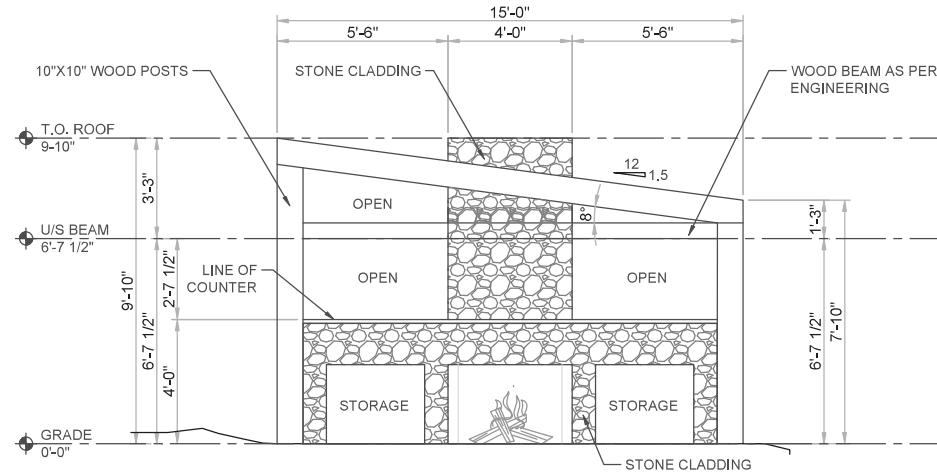 15'-0"
5'-6"
4'-0"
5'-6"
10"X10" WOOD POSTS
STONE CLADDING
WOOD BEAM AS PER
ENGINEERING
T.O. ROOF
9-10"
12
1.5
3'-3"
OPEN
8°
1'-3"
U/S BEAM
6'-7 1/2"
9'-10"
6'-7 1/2"
2'-7 1/2"
LINE OF
COUNTER
OPEN
OPEN
6'-7 1/2"
7'-10"
4'-0"
STORAGE
STORAGE
GRADE
0'-0"
STONE CLADDING